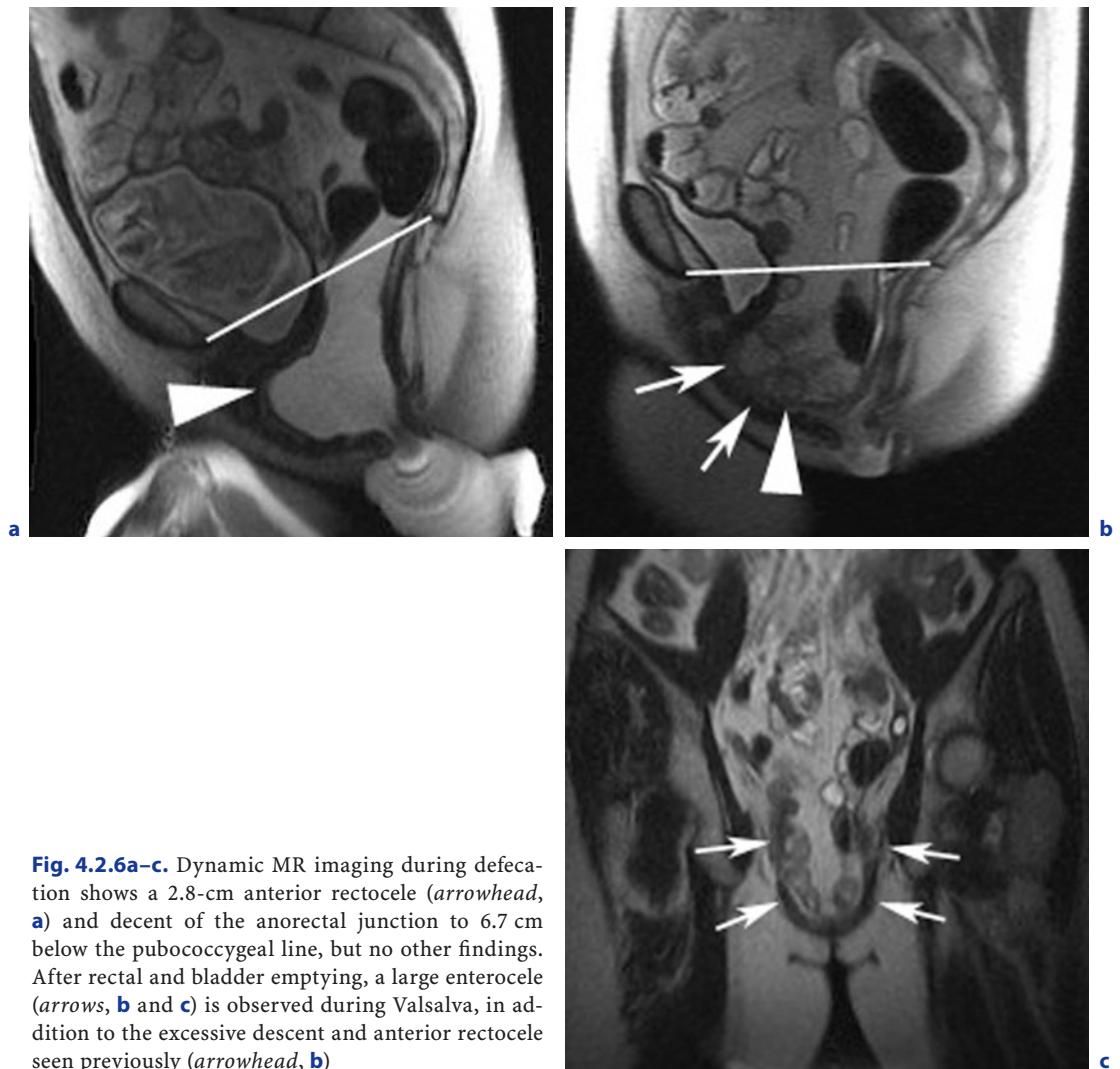 a
b
c
Fig. 4.2.6a–c. Dynamic MR imaging during defeca-
tion shows a 2.8-cm anterior rectocele (arrowhead,
a) and decent of the anorectal junction to 6.7 cm
below the pubococcygeal line, but no other findings.
After rectal and bladder emptying, a large enterocele
(arrows, b and c) is observed during Valsalva, in ad-
dition to the excessive descent and anterior rectocele
seen previously (arrowhead, b)